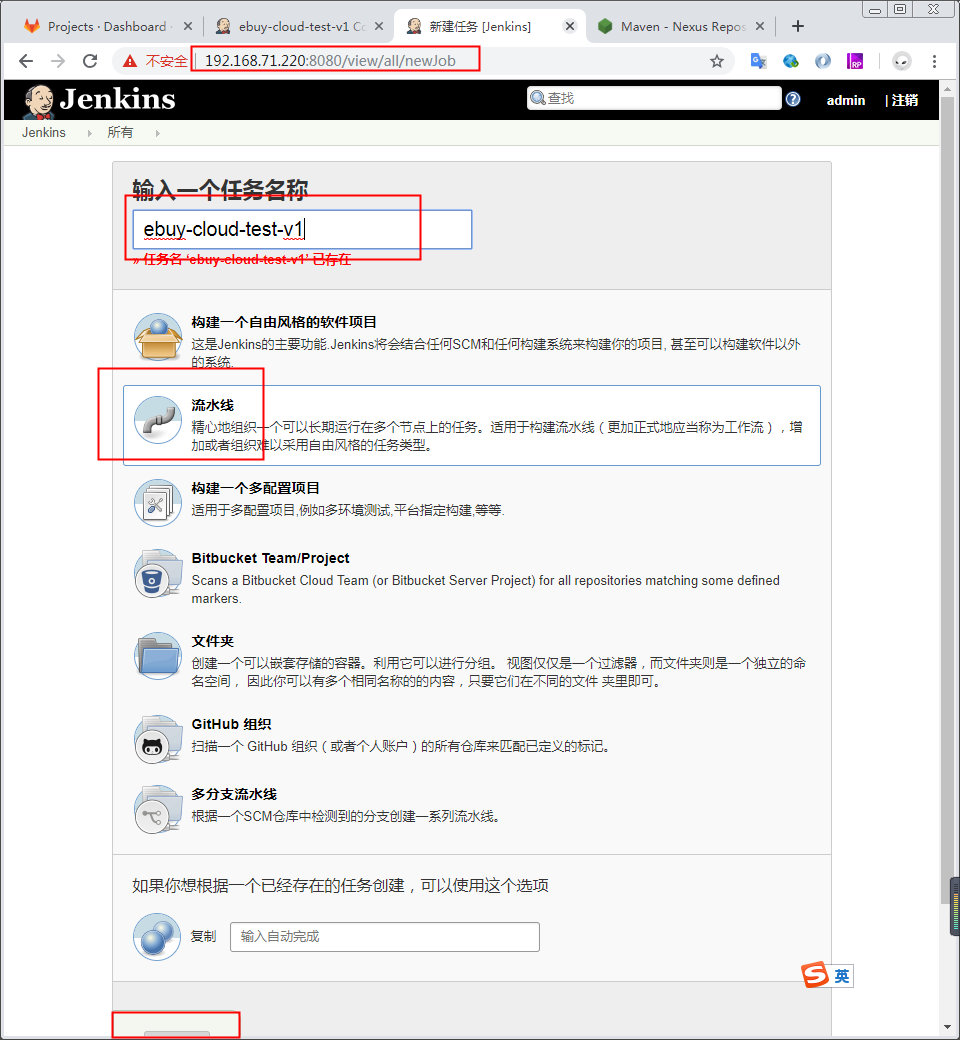 Projects · Dashboard
ebuy-cloud-test-v1 Co
新建任务 [Jenkins]
Maven - Nexus Repos
不安全
192.168.71.220:8080/view/all/newJob
RP
Jenkins
查找
admin
| 注销
Jenkins
所有
输入一个任务名称
ebuy-cloud-test-v1
» 任务名 ‘ebuy-cloud-test-v1’ 已存在
构建一个自由风格的软件项目
这是Jenkins的主要功能.Jenkins将会结合任何SCM和任何构建系统来构建你的项目, 甚至可以构建软件以外
的系统.
流水线
精心地组织一个可以长期运行在多个节点上的任务。适用于构建流水线（更加正式地应当称为工作流），增
加或者组织难以采用自由风格的任务类型。
构建一个多配置项目
适用于多配置项目,例如多环境测试,平台指定构建,等等.
Bitbucket Team/Project
Scans a Bitbucket Cloud Team (or Bitbucket Server Project) for all repositories matching some defined
markers.
文件夹
创建一个可以嵌套存储的容器。利用它可以进行分组。 视图仅仅是一个过滤器，而文件夹则是一个独立的命
名空间， 因此你可以有多个相同名称的的内容，只要它们在不同的文件 夹里即可。
GitHub 组织
扫描一个 GitHub 组织（或者个人账户）的所有仓库来匹配已定义的标记。
多分支流水线
根据一个SCM仓库中检测到的分支创建一系列流水线。
如果你想根据一个已经存在的任务创建，可以使用这个选项
复制
输入自动完成
英